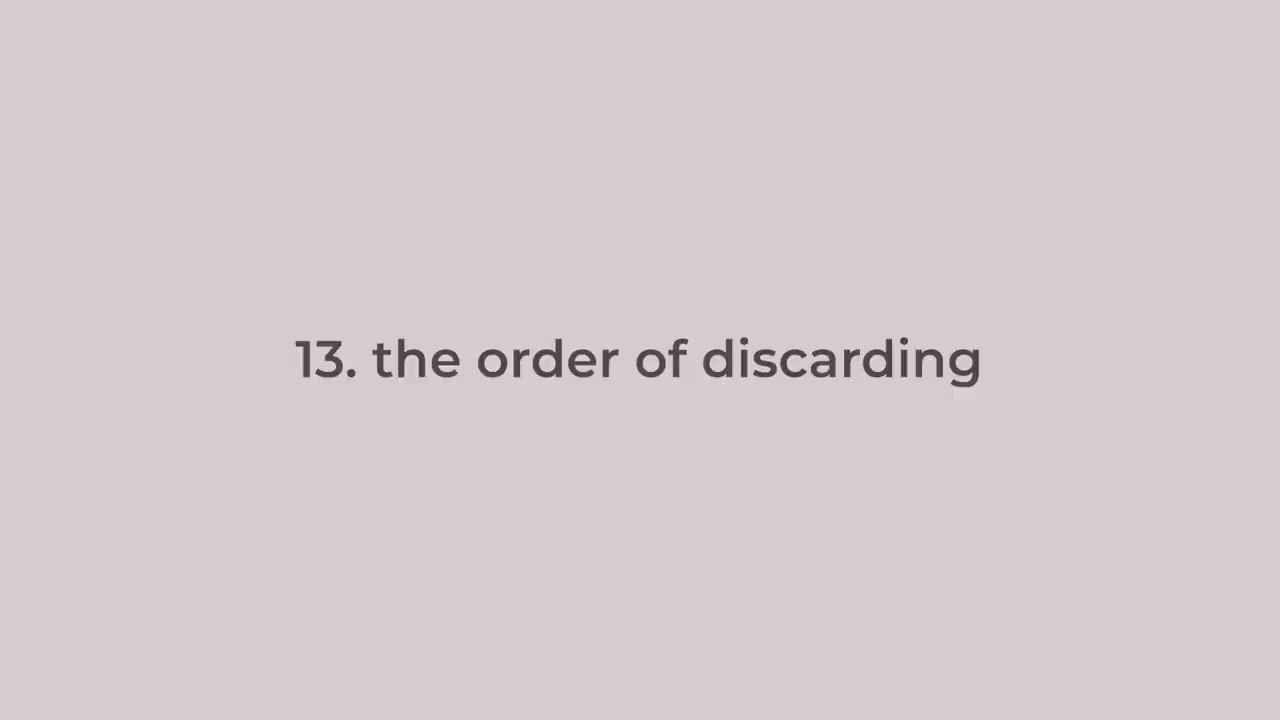 13. the order of discarding